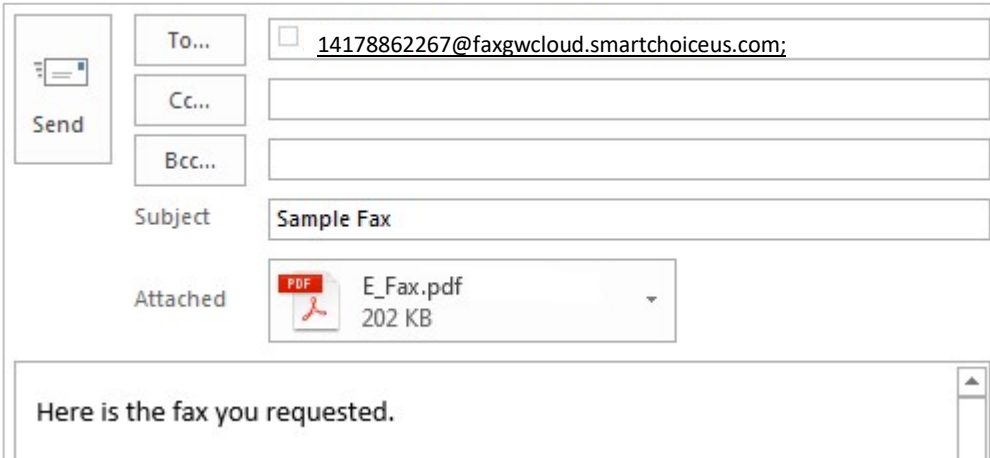 To...
14178862267@faxgwcloud.smartchoiceus.com;
Cc...
Send
Bcc...
Subject
Sample Fax
Attached
PDF
E_Fax.pdf
202 KB
Here is the fax you requested.